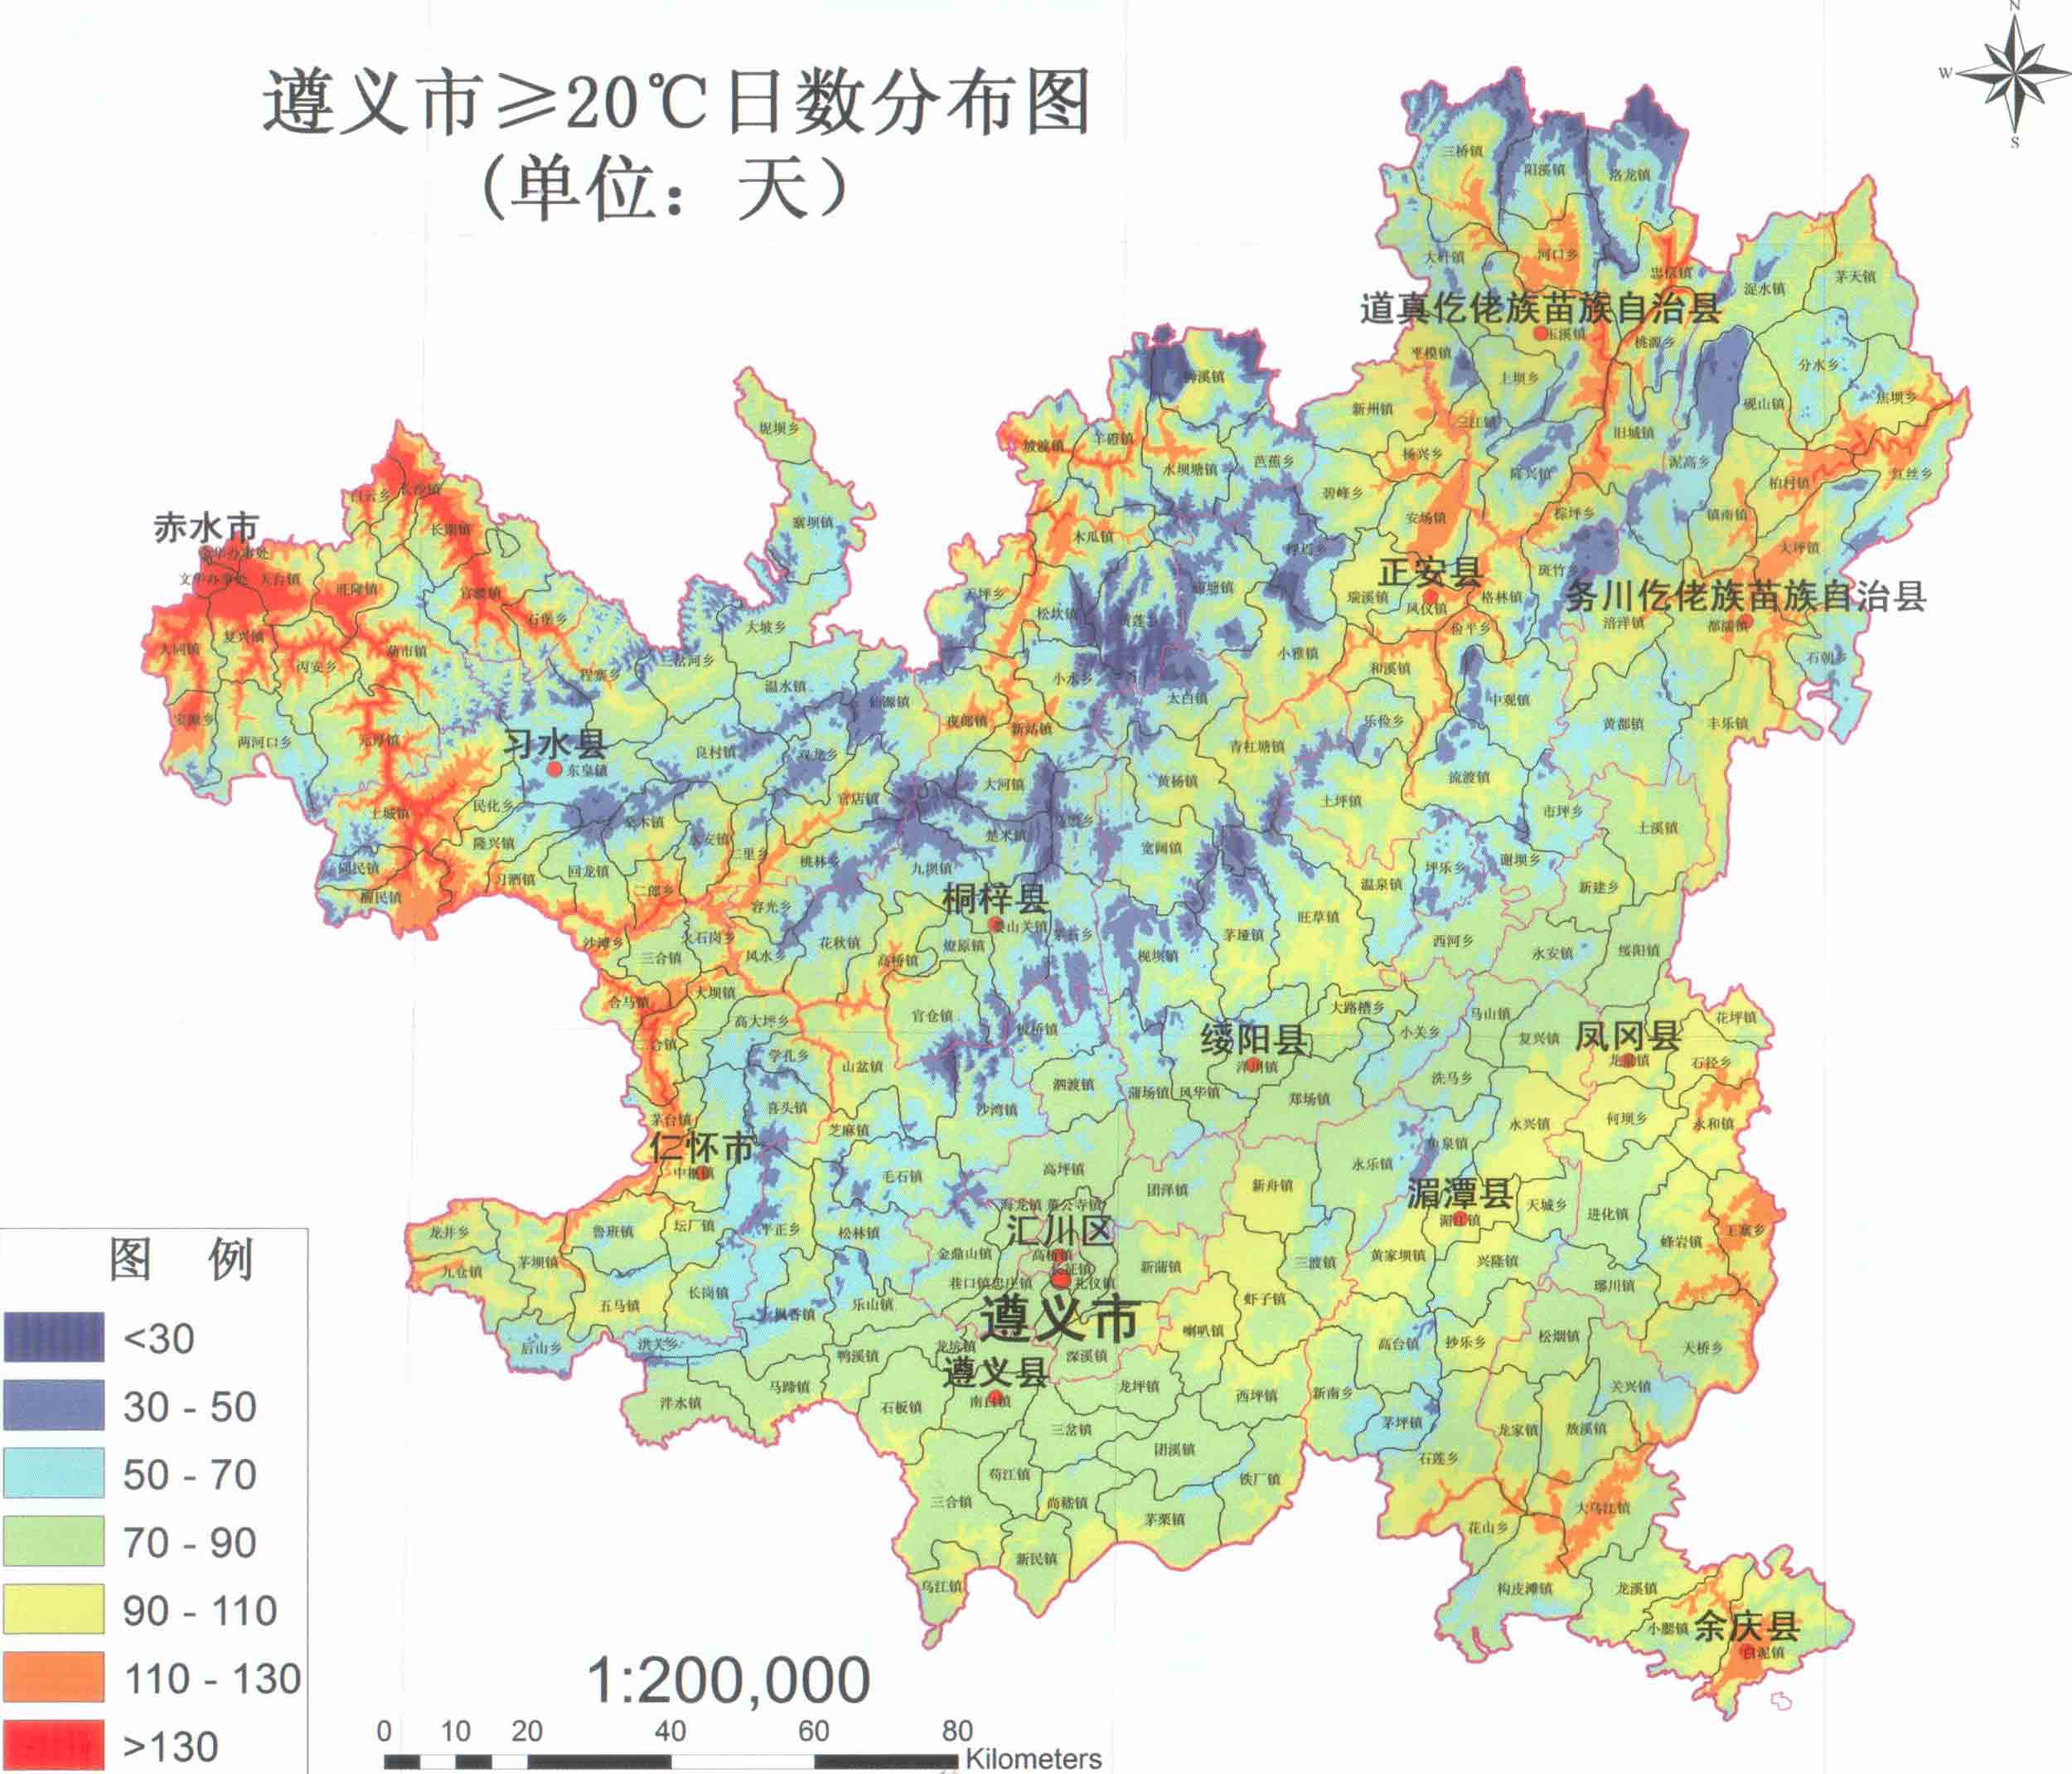 遵义市≥20℃日数分布图
(单位：天)
N
W
S
三桥镇
阳溪镇
洛龙镇
大矸镇
河口乡
忠信镇
浞水镇
茅天镇
道真仡佬族苗族自治县
玉溪镇
桃源乡
平模镇
上坝乡
分水乡
新州镇
三江镇
旧城镇
砚山镇
焦坝乡
坭坝乡
坡渡镇
羊磴镇
水坝塘镇
芭蕉乡
杨兴乡
隆兴镇
泥高乡
柏村镇
红丝乡
白云乡
长沙镇
碧峰乡
安场镇
棕坪乡
镇南镇
赤水市
长期镇
寨坝镇
木瓜镇
大坪镇
文华办事处
天台镇
旺隆镇
官渡镇
石堡乡
正安县
斑竹乡
瑞溪镇
凤仪镇
格林镇
务川仡佬族苗族自治县
涪洋镇
都濡镇
松坎镇
黄莲乡
大坡乡
俭平乡
复兴镇
大同镇
丙安乡
葫市镇
程寨乡
三岔河乡
小雅镇
和溪镇
石朝乡
温水镇
仙源镇
小水乡
太白镇
中观镇
宝源乡
两河口乡
元厚镇
夜郎镇
新站镇
乐俭乡
黄都镇
丰乐镇
习水县
东皇镇
良村镇
双龙乡
青杠塘镇
流渡镇
大河镇
黄杨镇
土城镇
民化乡
桑木镇
官店镇
楚米镇
土坪镇
市坪乡
土溪镇
隆兴镇
永安镇
二里乡
桃林乡
九坝镇
宽阔镇
坪乐乡
谢坝乡
同民镇
醒民镇
习酒镇
回龙镇
二郎乡
温泉镇
新建乡
容光乡
桐梓县
娄山关镇
旺草镇
茅垭镇
沙滩乡
三合镇
火石岗乡
风水乡
花秋镇
高桥镇
燎原镇
枧坝镇
西河乡
永安镇
绥阳镇
合马镇
大坝镇
高大坪乡
官仓镇
板桥镇
大路槽乡
小关乡
马山镇
复兴镇
花坪镇
二合镇
学孔乡
山盆镇
绥阳县
洋川镇
凤冈县
龙泉镇
石径乡
泗渡镇
蒲场镇
风华镇
郑场镇
洗马乡
茅台镇
喜头镇
芝麻镇
沙湾镇
永兴镇
何坝乡
永和镇
仁怀市
中枢镇
毛石镇
高坪镇
团泽镇
新舟镇
永乐镇
鱼泉镇
湄潭县
湄江镇
天城乡
进化镇
龙井乡
鲁班镇
坛厂镇
平正乡
松林镇
海龙镇
董公寺镇
汇川区
蜂岩镇
王寨乡
九仓镇
茅坝镇
金鼎山镇
高桥镇
长征镇
新蒲镇
三渡镇
黄家坝镇
兴隆镇
图 例
五马镇
长岗镇
枫香镇
乐山镇
巷口镇
忠庄镇
礼仪镇
虾子镇
琊川镇
<30
后山乡
洪关乡
遵义市
喇叭镇
高台镇
抄乐乡
松烟镇
天桥乡
鸭溪镇
龙坑镇
深溪镇
遵义县
30 - 50
泮水镇
马蹄镇
石板镇
南白镇
龙坪镇
西坪镇
新南乡
茅坪镇
关兴镇
三岔镇
龙家镇
敖溪镇
50 - 70
苟江镇
团溪镇
铁厂镇
石莲乡
三合镇
尚嵇镇
茅栗镇
大乌江镇
花山乡
70 - 90
新民镇
乌江镇
构皮滩镇
龙溪镇
90 - 110
小腮镇
余庆县
白泥镇
110 - 130
1:200,000
>130
0 10 20 40 60 80
Kilometers